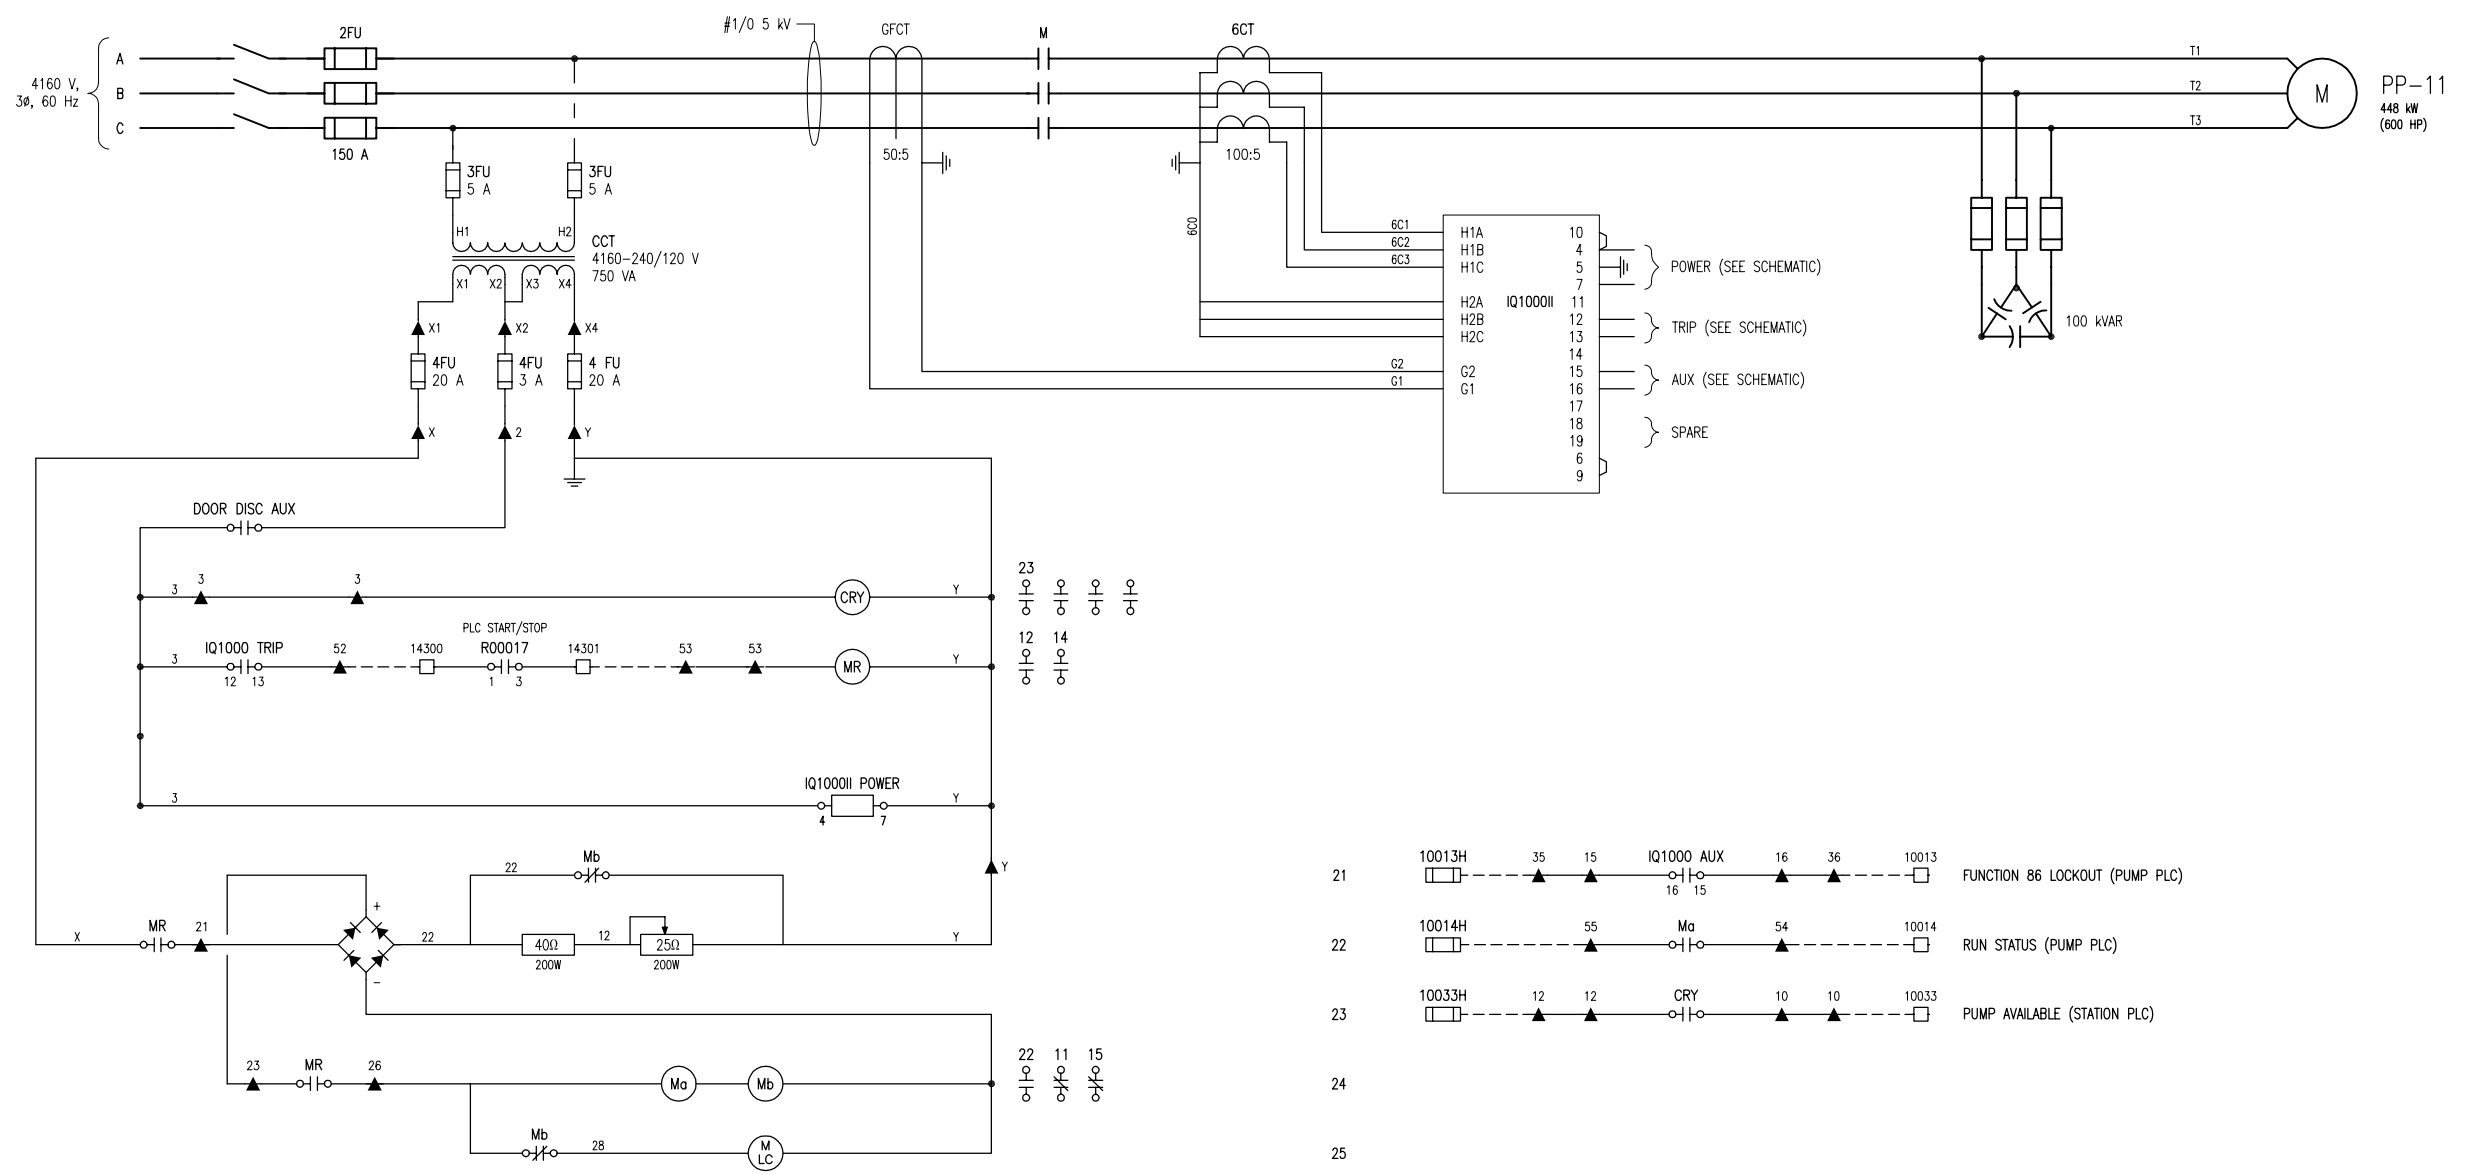 #1/0 5 kV
2FU
GFCT
M
6CT
A
B
C
4160 V,
3ø, 60 Hz
150 A
50:5
100:5
T1
T2
T3
M
PP-11
448 kW
(600 HP)
3FU
5 A
3FU
5 A
H1
H2
CCT
4160-240/120 V
750 VA
X1
X2
X3
X4
X1
X2
X4
4FU
20 A
4FU
3 A
4 FU
20 A
X
2
Y
6C0
6C1
6C2
6C3
G2
G1
H1A
H1B
H1C
H2A
H2B
H2C
G2
G1
IQ1000II
10
4
5
7
11
12
13
14
15
16
17
18
19
6
9
POWER (SEE SCHEMATIC)
TRIP (SEE SCHEMATIC)
AUX (SEE SCHEMATIC)
SPARE
100 kVAR
DOOR DISC AUX
3
3
3
CRY
Y
23
PLC START/STOP
3
IQ1000 TRIP
12 13
52
14300
R00017
1 3
14301
53
53
MR
Y
12 14
IQ1000II POWER
3
4
7
Y
Y
X
MR
21
+
-
22
22
Mb
40Ω
200W
12
25Ω
200W
Y
23
MR
26
Ma
Mb
22 11 15
Mb
28
M
LC
21
10013H
35
15
IQ1000 AUX
16 15
16
36
10013
FUNCTION 86 LOCKOUT (PUMP PLC)
22
10014H
55
Ma
54
10014
RUN STATUS (PUMP PLC)
23
10033H
12
12
CRY
10
10
10033
PUMP AVAILABLE (STATION PLC)
24
25